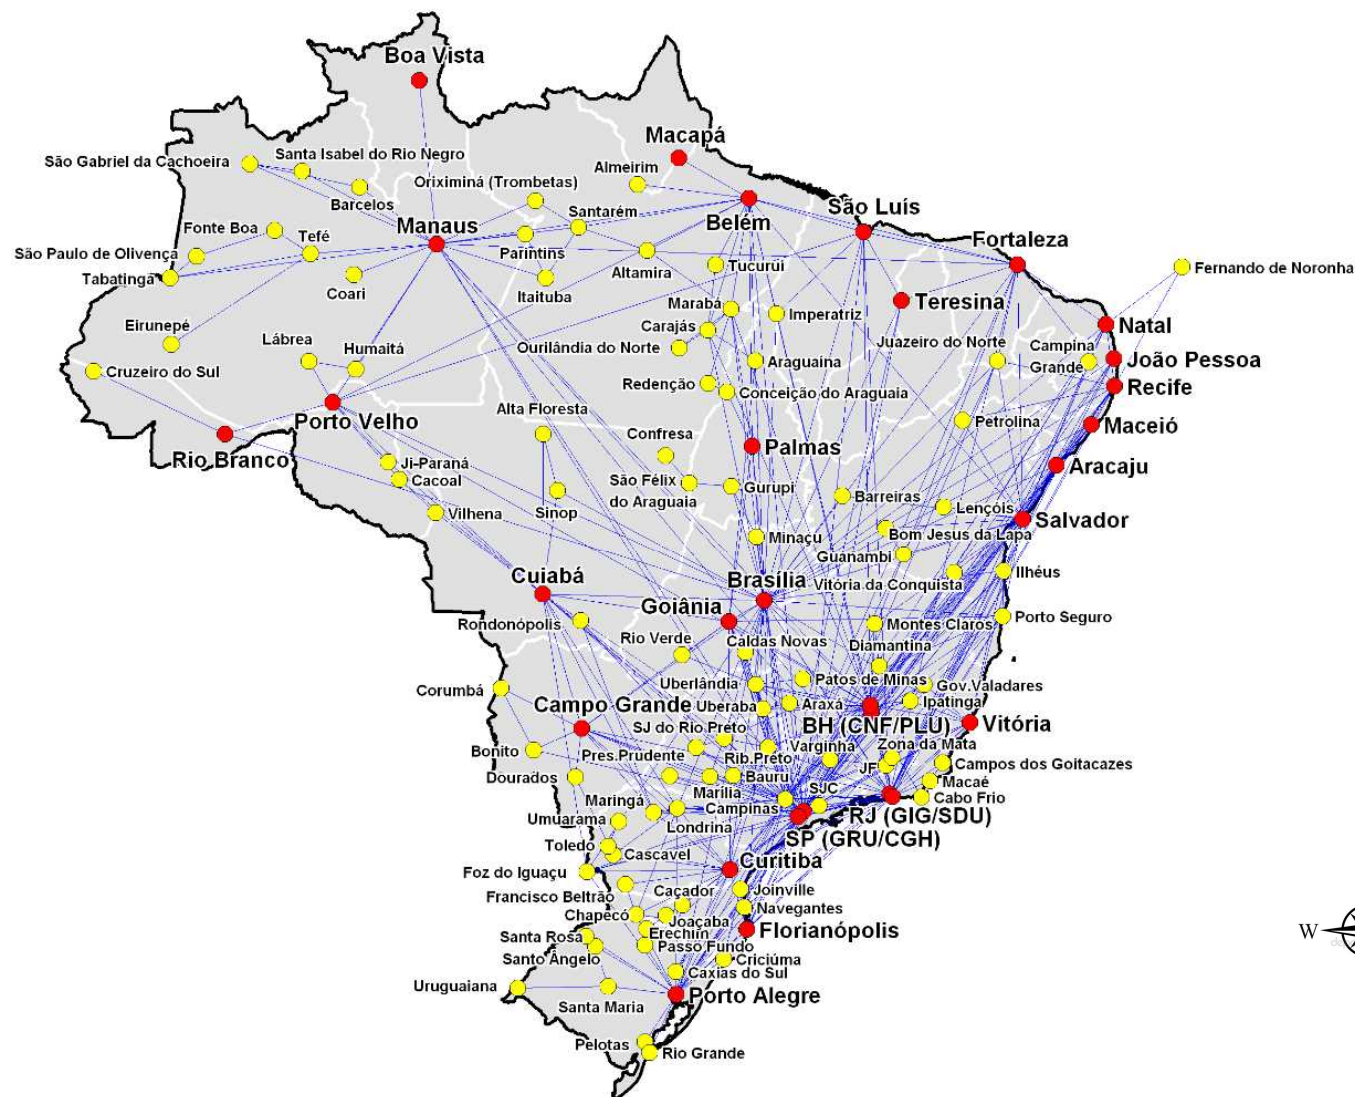 Boa Vista
Macapá
São Gabriel da Cachoeira
Santa Isabel do Rio Negro
Almeirim
Oriximiná (Trombetas)
Barcelos
Santarém
São Luís
Fonte Boa
Tefé
Manaus
Belém
Fortaleza
São Paulo de Olivença
Parintins
Tabatinga
Altamira
Tucuruí
Fernando de Noronha
Coari
Itaituba
Marabá
Teresina
Imperatriz
Eirunepé
Carajás
Natal
Lábrea
Humaitá
Ourilândia do Norte
Juazeiro do Norte
Campina
Grande
João Pessoa
Cruzeiro do Sul
Araguaína
Redenção
Recife
Conceição do Araguaia
Alta Floresta
Porto Velho
Petrolina
Maceió
Confresa
Palmas
Rio Branco
Ji-Paraná
Aracaju
Cacoal
São Félix
do Araguaia
Gurupi
Barreiras
Lençóis
Vilhena
Sinop
Salvador
Bom Jesus da Lapa
Minaçu
Guanambi
Cuiabá
Brasília
Vitória da Conquista
Ilhéus
Goiânia
Rondonópolis
Montes Claros
Porto Seguro
Rio Verde
Caldas Novas
Diamantina
Uberlândia
Patos de Minas
Gov.Valadares
Corumbá
Campo Grande
Uberaba
Araxá
Ipatinga
BH (CNF/PLU)
Vitória
SJ do Rio Preto
Bonito
Pres.Prudente
Rib.Preto
Varginha
Zona da Mata
Campos dos Goitacazes
Dourados
Bauru
JF
Macaé
Marília
SJC
Cabo Frio
Maringá
Campinas
RJ (GIG/SDU)
Umuarama
Londrina
SP (GRU/CGH)
Toledo
Cascavel
Curitiba
Foz do Iguaçu
Francisco Beltrão
Caçador
Joinville
Chapecó
Joaçaba
Navegantes
Erechim
Florianópolis
Santa Rosa
Passo Fundo
Santo Ângelo
Criciúma
Caxias do Sul
Uruguaiana
Porto Alegre
Santa Maria
Pelotas
Rio Grande
W